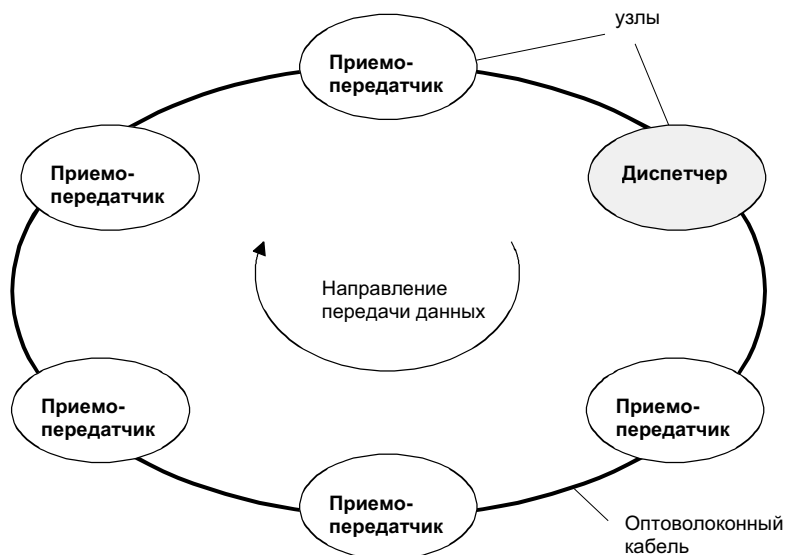 узлы
Приемо-
передатчик
Приемо-
передатчик
Диспетчер
Направление
передачи данных
Приемо-
передатчик
Приемо-
передатчик
Приемо-
передатчик
Оптоволоконный
кабель